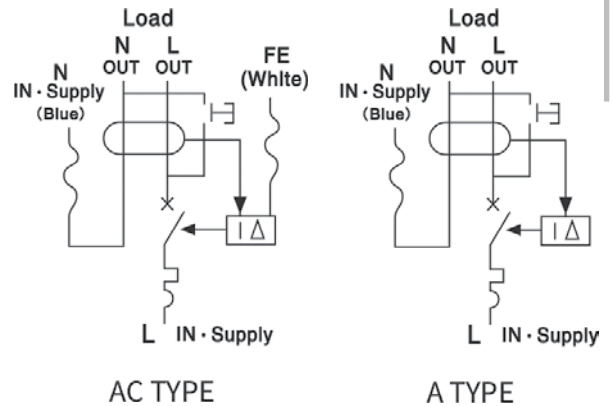 Load
N L
OUT OUT
FE
(White)
N
IN · Supply
(Blue)
I Δ
L IN · Supply
AC TYPE
Load
N L
OUT OUT
N
IN · Supply
(Blue)
I Δ
L IN · Supply
A TYPE